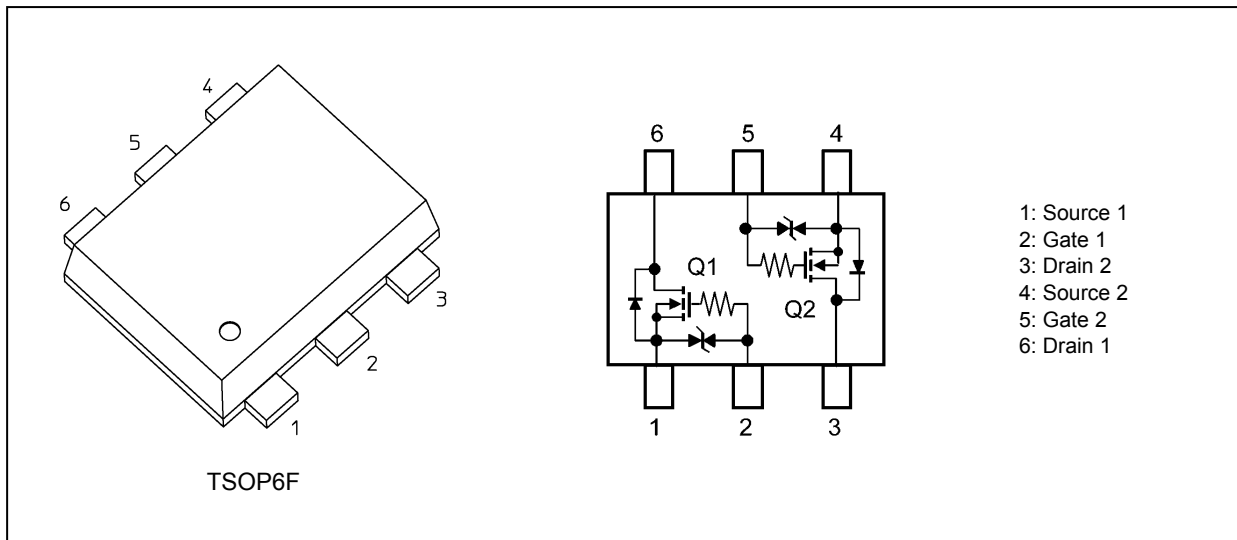 4
5
6
3
2
1
TSOP6F
6 5 4
Q1
Q2
1 2 3
1: Source 1
2: Gate 1
3: Drain 2
4: Source 2
5: Gate 2
6: Drain 1